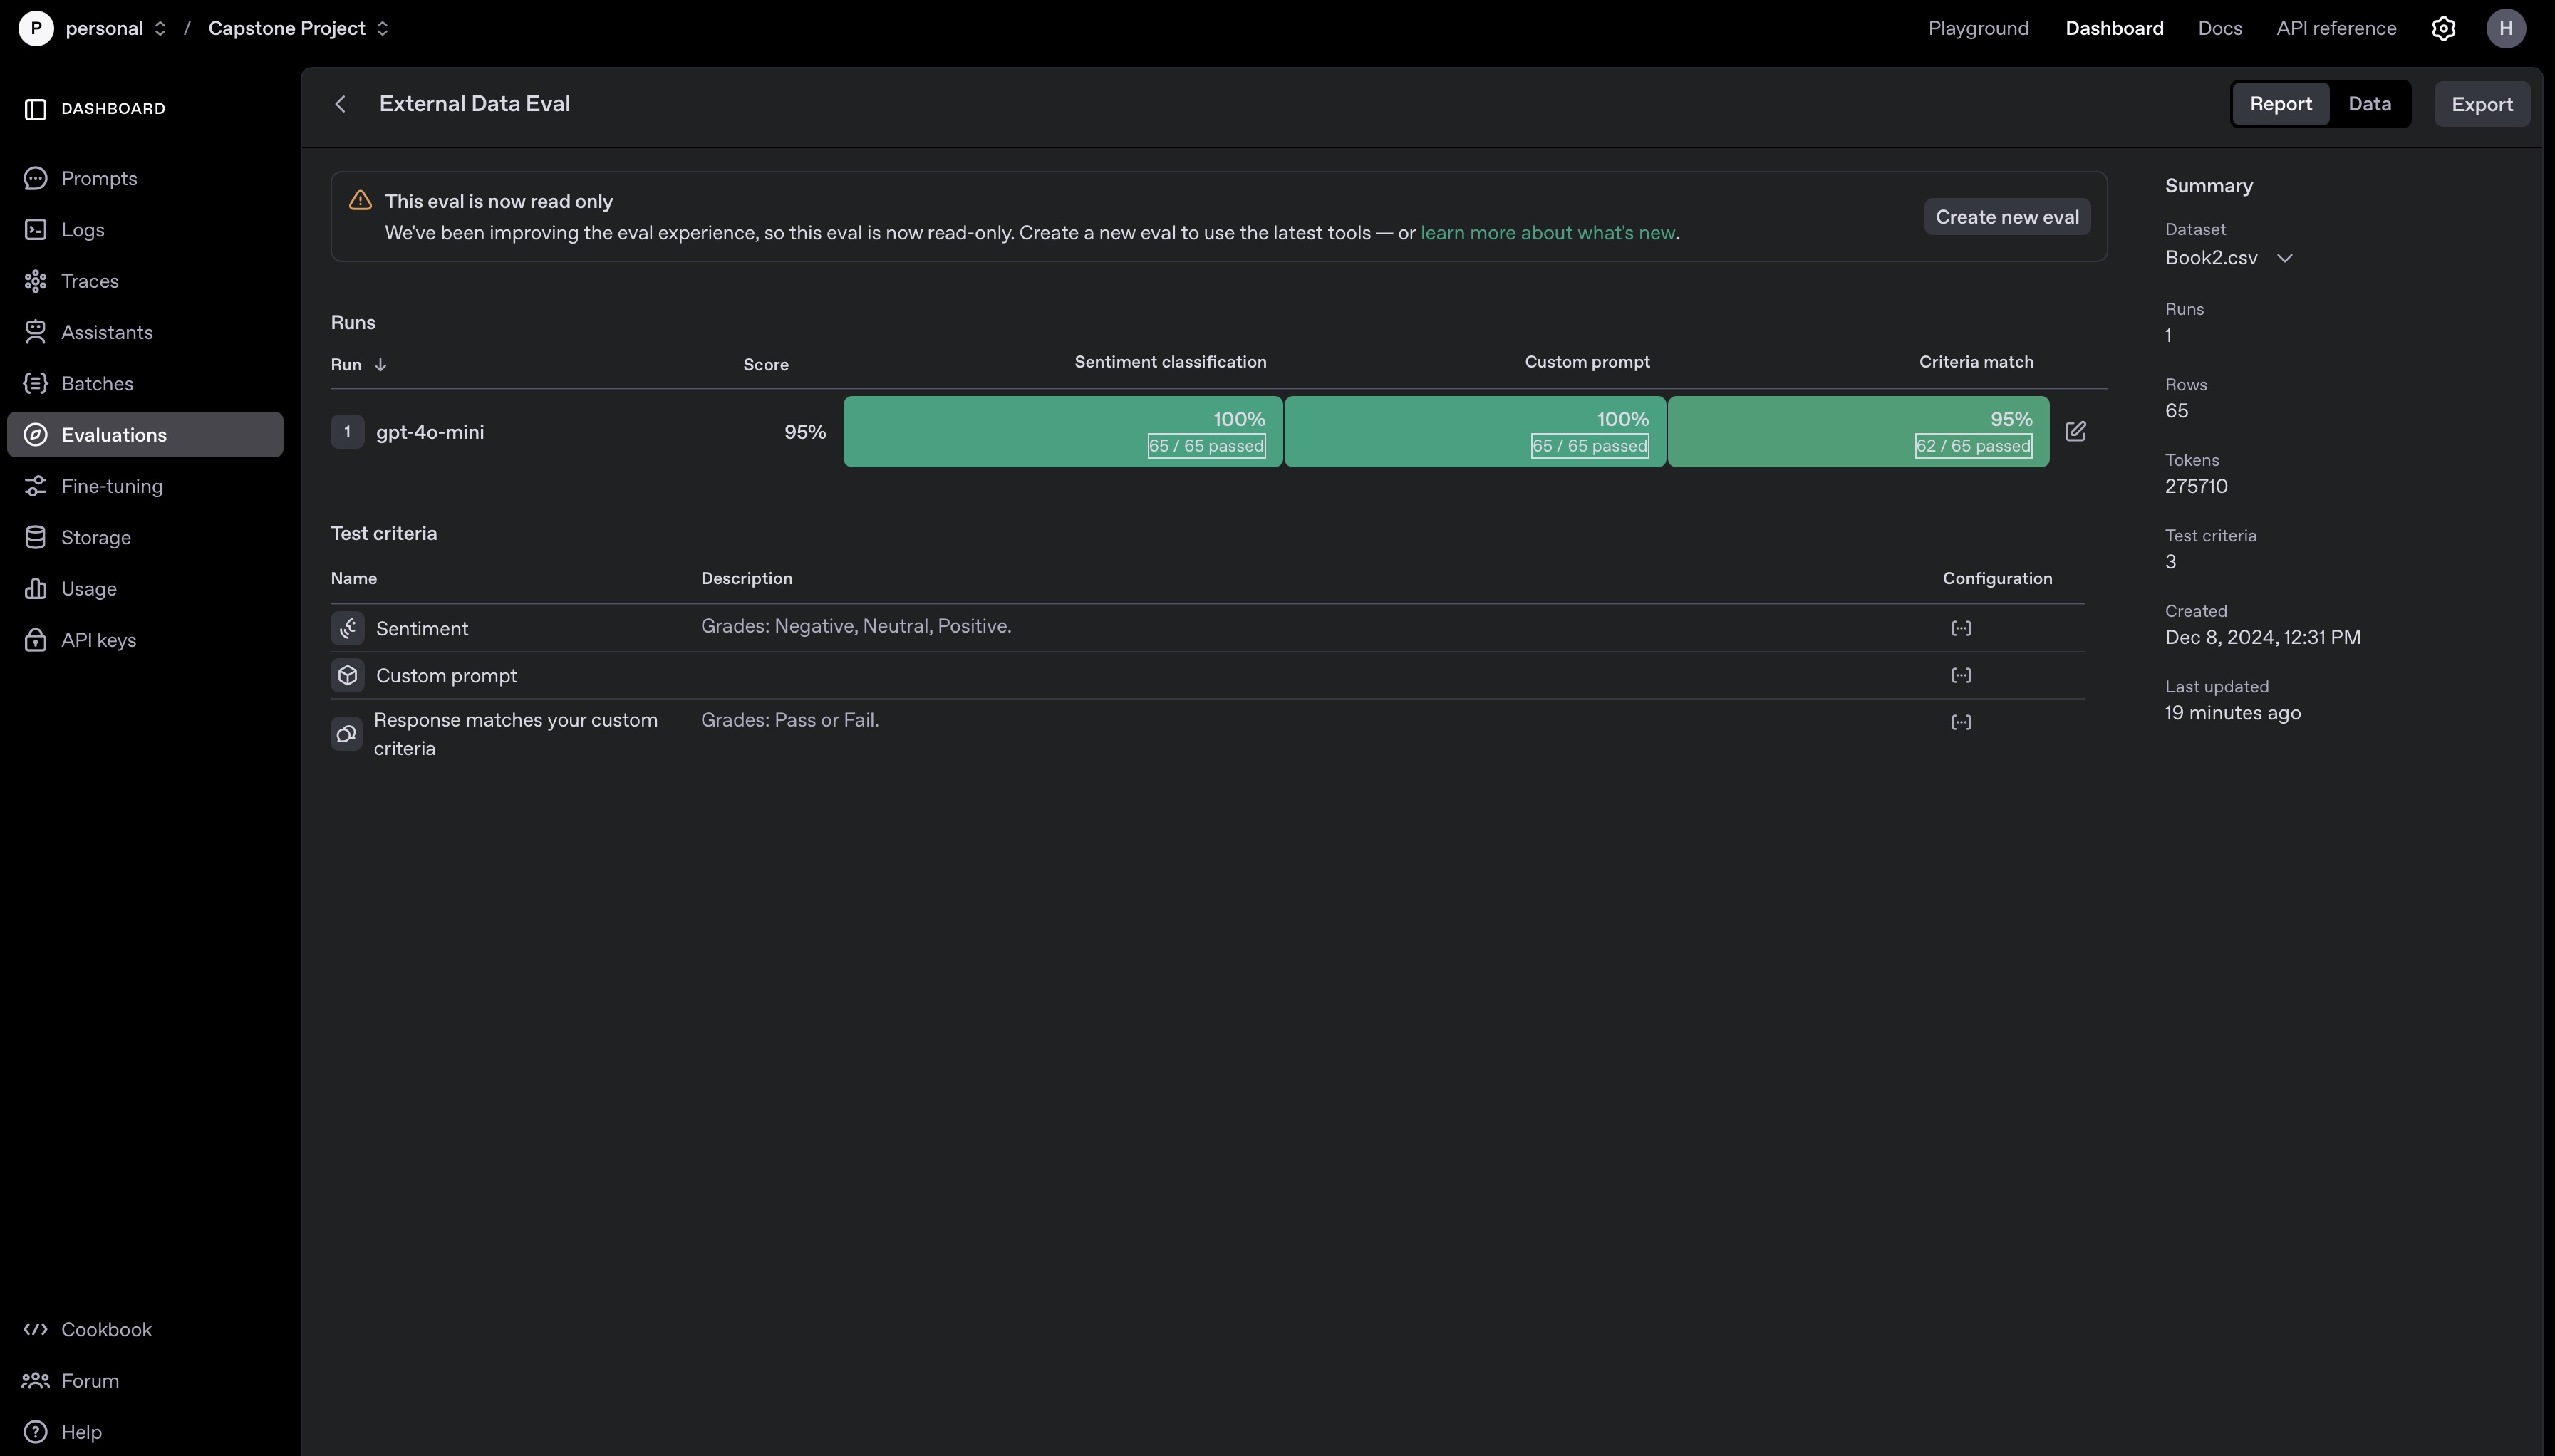 P personal / Capstone Project
Playground Dashboard Docs API reference H
DASHBOARD
Prompts
Logs
Traces
Assistants
Batches
Evaluations
Fine-tuning
Storage
Usage
API keys
Cookbook
Forum
Help
External Data Eval
Report Data Export
This eval is now read only
We've been improving the eval experience, so this eval is now read-only. Create a new eval to use the latest tools — or learn more about what's new.
Create new eval
Runs
Run Score Sentiment classification Custom prompt Criteria match
1 gpt-4o-mini 95% 100% 100% 95%
65 / 65 passed 65 / 65 passed 62 / 65 passed
Test criteria
Name Description Configuration
Sentiment Grades: Negative, Neutral, Positive.
Custom prompt
Response matches your custom Grades: Pass or Fail.
criteria
Summary
Dataset
Book2.csv
Runs
1
Rows
65
Tokens
275710
Test criteria
3
Created
Dec 8, 2024, 12:31 PM
Last updated
19 minutes ago